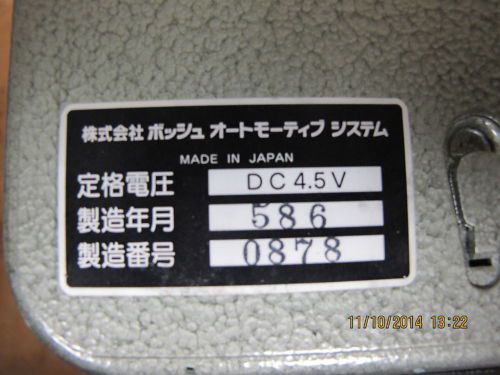 株式会社 ボッシュ オートモーティブ システム
MADE IN JAPAN
定格電圧 DC 4.5V
製造年月 586
製造番号 0878
11/10/2014 13:22